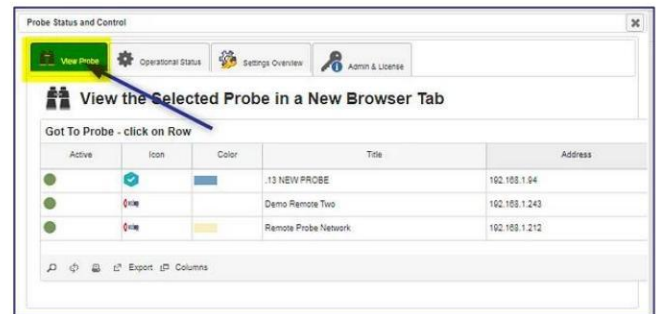 Probe Status and Control
View Probe Operational Status Settings Overview Admin & License
View the Selected Probe in a New Browser Tab
Got To Probe - click on Row
Active Icon Color Title Address
.13 NEW PROBE 192.168.1.94
Demo Remote Two 192.168.1.243
Remote Probe Network 192.168.1.212
Export Columns